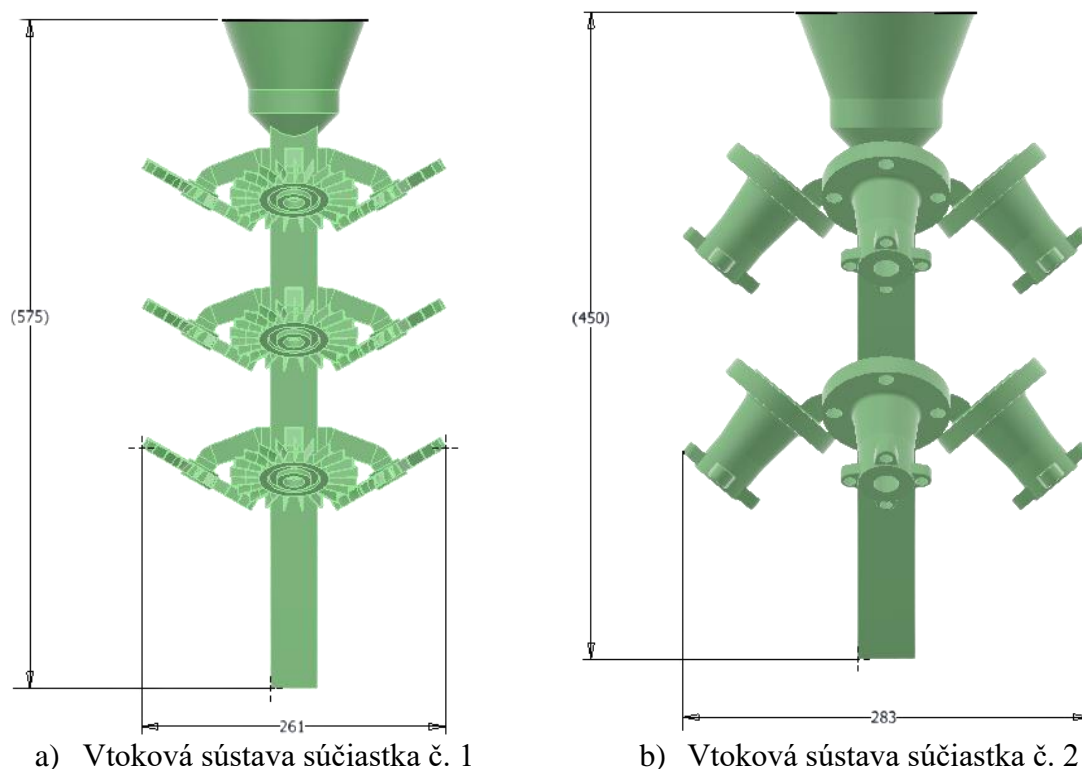 (575)
(450)
261
283
a) Vtoková sústava súčiastka č. 1
b) Vtoková sústava súčiastka č. 2